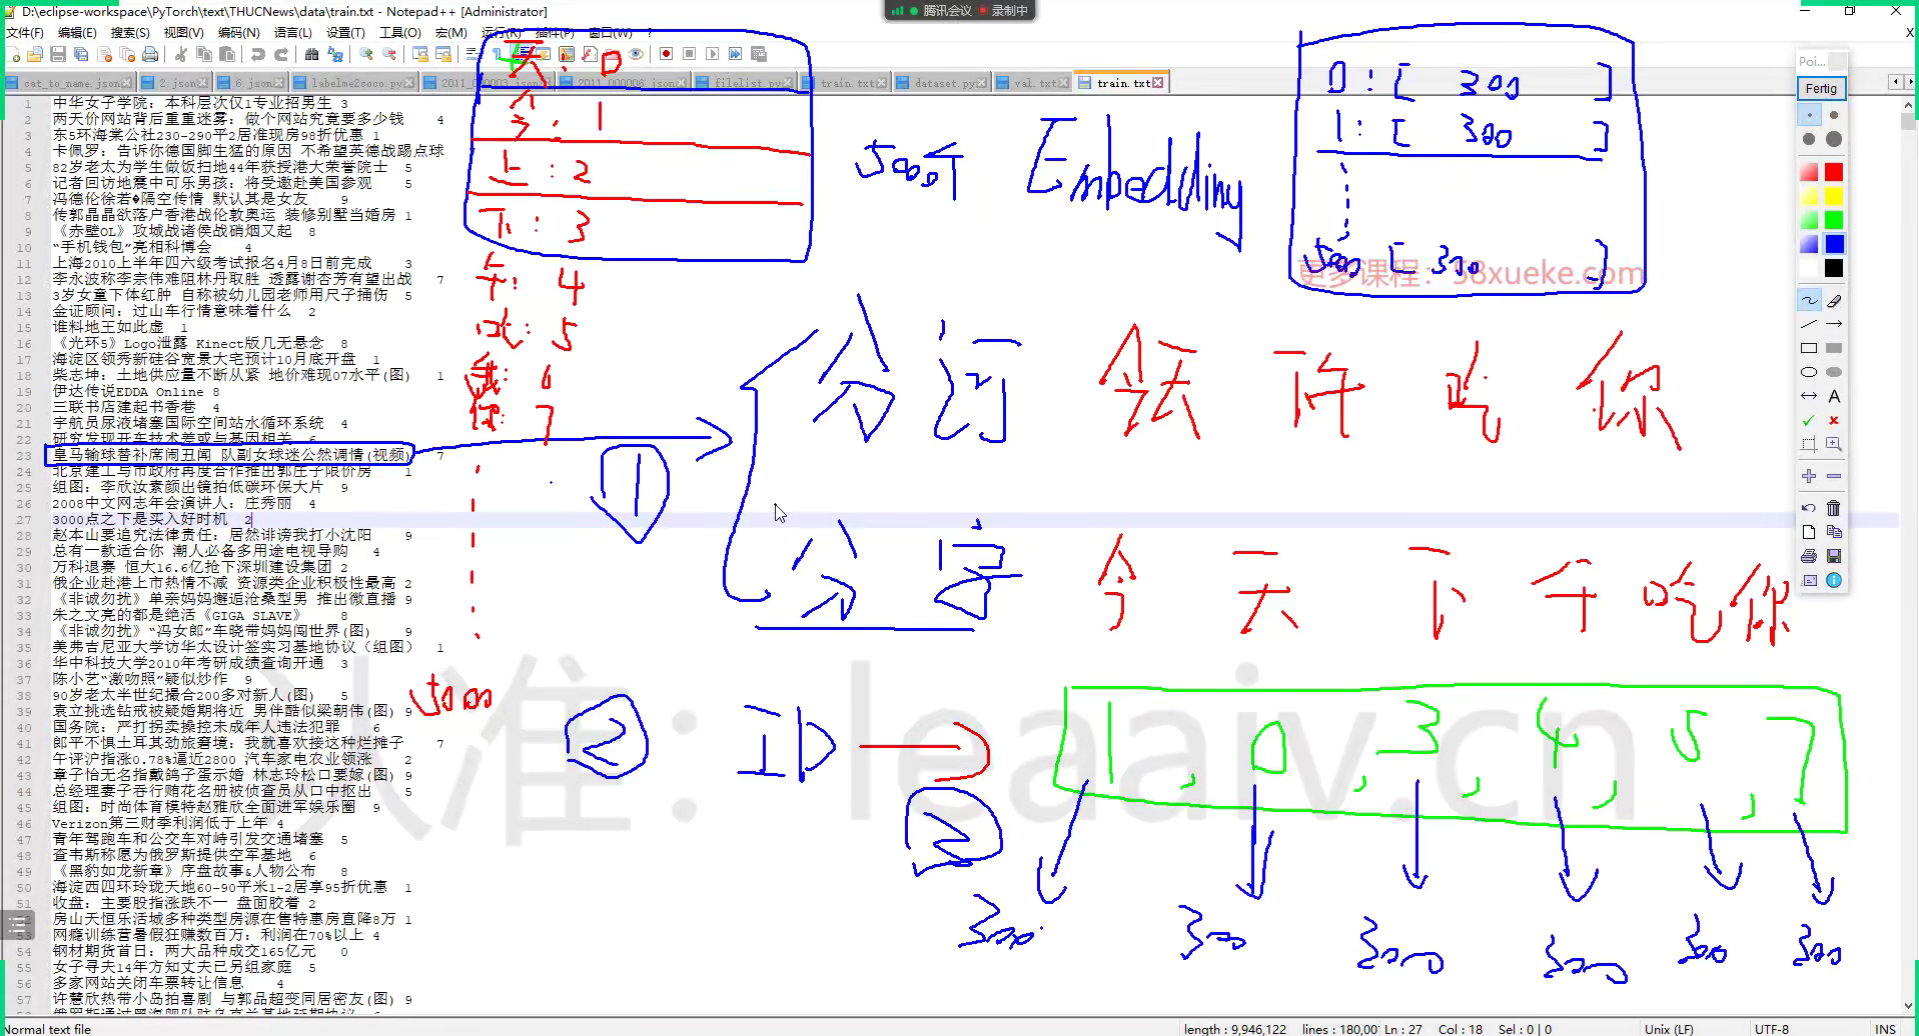 D:\eclipse-workspace\PyTorch\text\THUCNews\data\train.txt - Notepad++ [Administrator]
腾讯会议 录制中
文件(F) 编辑(E) 搜索(S) 视图(V) 编码(N) 语言(L) 设置(T) 工具(O) 宏(M) 运行(R) 插件(P) 窗口(W) ?
cat_to_name.json 2.json 6.json labelme2coco.py 2011_000003.json 2011_000006.json filelist.py train.txt dataset.py val.txt train.txt
1 中华女子学院：本科层次仅1专业招男生 3
2 两天价网站背后重重迷雾：做个网站究竟要多少钱 4
3 东5环海棠公社230-290平2居准现房98折优惠 1
4 卡佩罗：告诉你德国脚生猛的原因 不希望英德战踢点球
5 82岁老太为学生做饭扫地44年获授港大荣誉院士 5
6 记者回访地震中可乐男孩：将受邀赴美国参观 5
7 冯德伦徐若�隔空传情 默认其是女友 9
8 传郭晶晶欲落户香港战伦敦奥运 装修别墅当婚房 1
9 《赤壁OL》攻城战诸侯战硝烟又起 8
10 “手机钱包”亮相科博会 4
11 上海2010上半年四六级考试报名4月8日前完成 3
12 李永波称李宗伟难阻林丹取胜 透露谢杏芳有望出战 7
13 3岁女童下体红肿 自称被幼儿园老师用尺子捅伤 5
14 金证顾问：过山车行情意味着什么 2
15 谁料地王如此虚 1
16 《光环5》Logo泄露 Kinect版几无悬念 8
17 海淀区领秀新硅谷宽景大宅预计10月底开盘 1
18 柴志坤：土地供应量不断从紧 地价难现07水平(图) 1
19 伊达传说EDDA Online 8
20 三联书店建起书香巷 4
21 宇航员尿液堵塞国际空间站水循环系统 4
22 研究发现开车技术差或与基因相关 6
23 皇马输球替补席闹丑闻 队副女球迷公然调情(视频) 7
24 北京建工与市政府再度合作推出郭庄子限价房 1
25 组图：李欣汝素颜出镜拍低碳环保大片 9
26 2008中文网志年会演讲人：庄秀丽 4
27 3000点之下是买入好时机 2
28 赵本山要追究法律责任：居然诽谤我打小沈阳 9
29 总有一款适合你 潮人必备多用途电视导购 4
30 万科退赛 恒大16.6亿抢下深圳建设集团 2
31 俄企业赴港上市热情不减 资源类企业积极性最高 2
32 《非诚勿扰》单亲妈妈邂逅沧桑型男 推出微直播 9
33 朱之文亮的都是绝活《GIGA SLAVE》 8
34 《非诚勿扰》“冯女郎”车晓带妈妈闯世界(图) 9
35 美弗吉尼亚大学访华太设计签实习基地协议（组图） 1
36 华中科技大学2010年考研成绩查询开通 3
37 陈小艺“激吻照”疑似炒作 9
38 90岁老太半世纪撮合200多对新人(图) 5
39 袁立挑选钻戒被疑婚期将近 男伴酷似梁朝伟(图) 9
40 国务院：严打拐卖操控未成年人违法犯罪 6
41 郎平不惧土耳其劲旅窘境：我就喜欢接这种烂摊子 7
42 午评沪指涨0.78%逼近2800 汽车家电农业领涨 2
43 章子怡无名指戴鸽子蛋示婚 林志玲松口要嫁(图) 9
44 总经理妻子吞行贿花名册被侦查员从口中抠出 5
45 组图：时尚体育模特赵雅欣全面进军娱乐圈 9
46 Verizon第三财季利润低于上年 4
47 青年驾跑车和公交车对峙引发交通堵塞 5
48 查韦斯称愿为俄罗斯提供空军基地 6
49 《黑豹如龙新章》序盘故事&人物公布 8
50 海淀西四环玲珑天地60-90平米1-2居享95折优惠 1
51 收盘：主要股指涨跌不一 盘面胶着 2
52 房山天恒乐活城多种类型房源在售特惠房直降8万 1
53 网瘾训练营暑假狂赚数百万：利润在70%以上 4
54 钢材期货首日：两大品种成交165亿元 0
55 女子寻夫14年方知丈夫已另组家庭 5
56 多家网站关闭车票转让信息 4
57 许慧欣热带小岛拍喜剧 与郭品超变同居密友(图) 9
天：0
今：1
上：2
下：3
午：4
吃：5
我：6
你：7
5000
5000个 Embedding
0：[ 300 ]
1：[ 300 ]
5000 [ 300 ]
更多课程：58xueke.com
①
分词 今天 下午 吃 你
分字 今 天 下 午 吃 你
② ID
1, 0, 3, 4, 5, 7
2
300 300 300 300 300 300
认准：leaaiv.cn
Poi...
Fertig
Normal text file length : 9,946,122 lines : 180,00 Ln : 27 Col : 18 Sel : 0 | 0 Unix (LF) UTF-8 INS